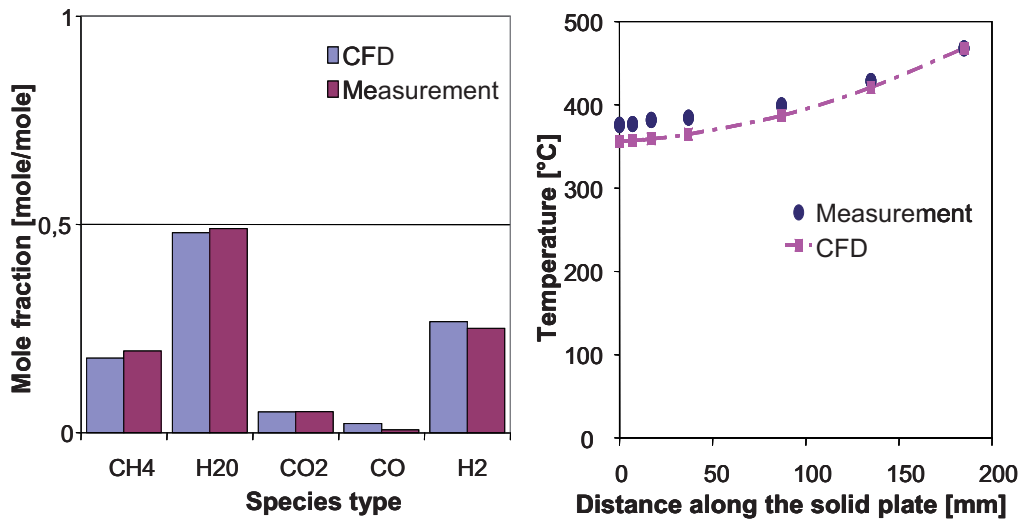 1
CFD
Measurement
0,5
0
Mole fraction [mole/mole]
CH4
H20
CO2
CO
H2
Species type
500
400
300
200
100
0
Temperature [°C]
Measurement
CFD
0
50
100
150
200
Distance along the solid plate [mm]